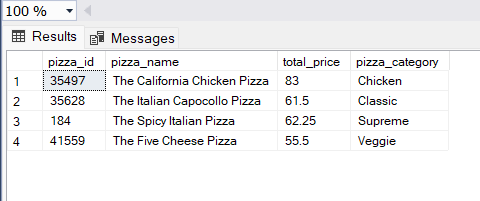 100 %
Results Messages
pizza_id pizza_name total_price pizza_category
1 35497 The California Chicken Pizza 83 Chicken
2 35628 The Italian Capocollo Pizza 61.5 Classic
3 184 The Spicy Italian Pizza 62.25 Supreme
4 41559 The Five Cheese Pizza 55.5 Veggie